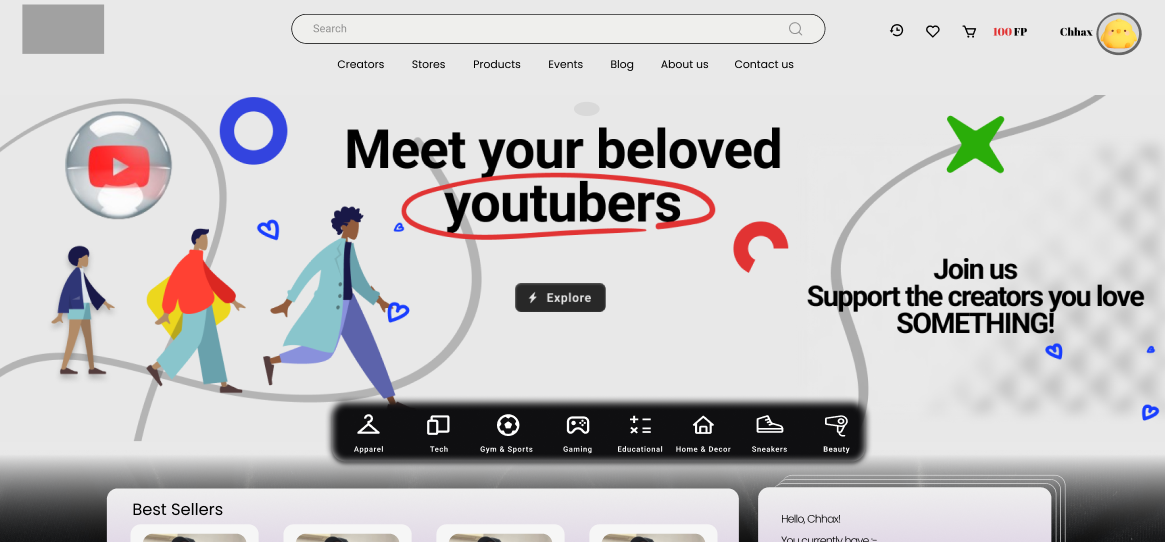 Search
100 FP
Chhax
Creators
Stores
Products
Events
Blog
About us
Contact us
Meet your beloved
youtubers
Explore
Join us
Support the creators you love
SOMETHING!
Apparel
Tech
Gym & Sports
Gaming
Educational
Home & Decor
Sneakers
Beauty
Best Sellers
Hello, Chhax!
You currently have :-